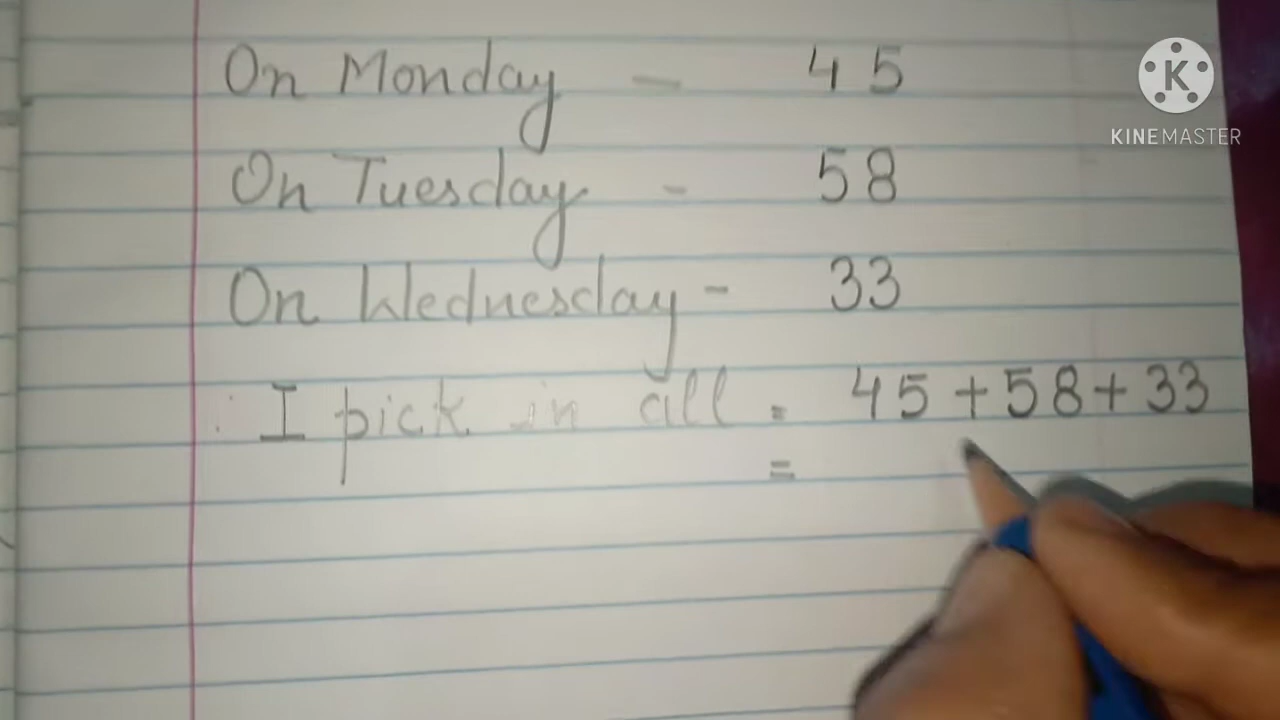 On Monday - 45
On Tuesday - 58
On Wednesday - 33
I pick in all = 45+58+33
=
K
KINEMASTER